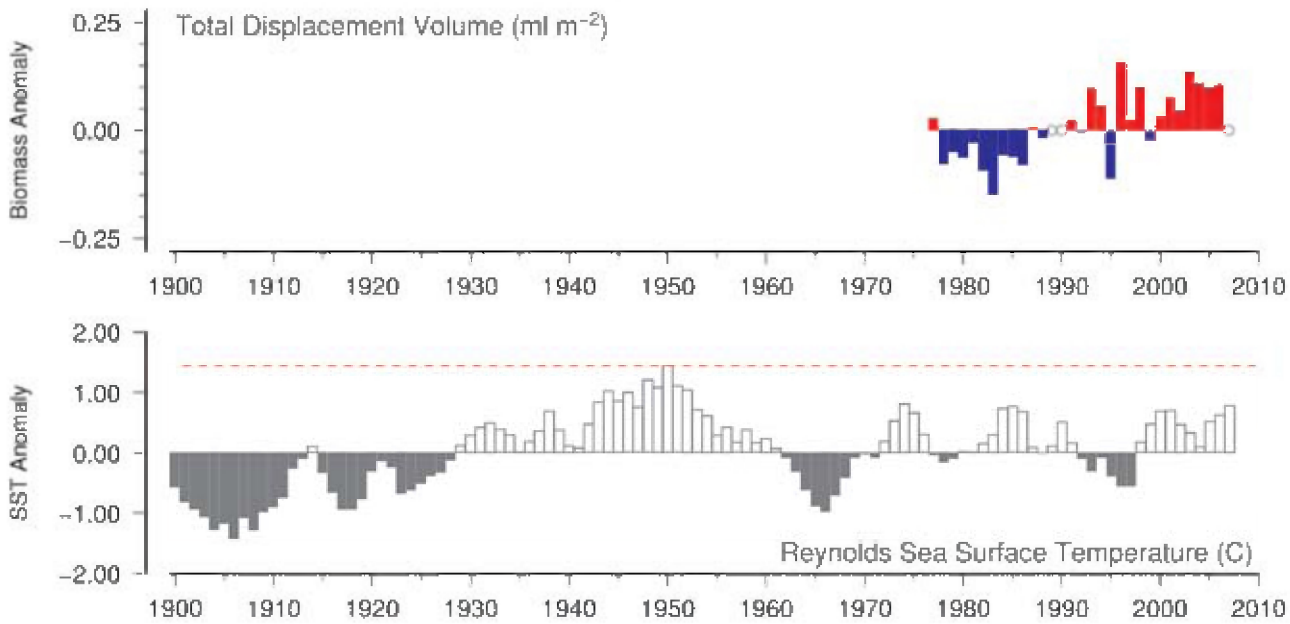 Total Displacement Volume (ml m⁻²)
Biomass Anomaly
0.25
0.00
−0.25
1900 1910 1920 1930 1940 1950 1960 1970 1980 1990 2000 2010
SST Anomaly
2.00
1.00
0.00
-1.00
−2.00
Reynolds Sea Surface Temperature (C)
1900 1910 1920 1930 1940 1950 1960 1970 1980 1990 2000 2010